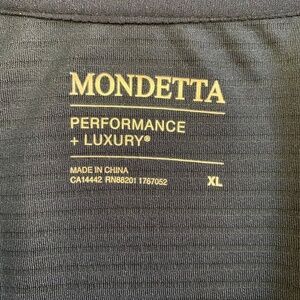 MONDETTA
PERFORMANCE
+ LUXURY®
MADE IN CHINA
CA14442 RN88201 1767052
XL